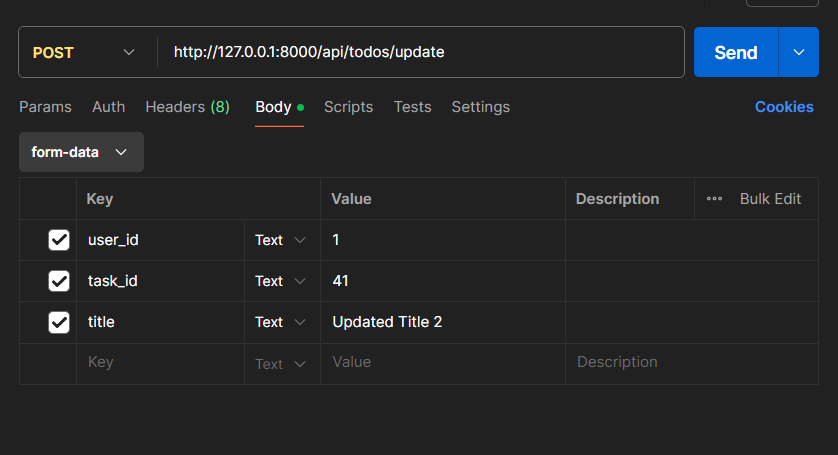 POST http://127.0.0.1:8000/api/todos/update Send
Params Auth Headers (8) Body Scripts Tests Settings Cookies
form-data
Key Value Description Bulk Edit
user_id Text 1
task_id Text 41
title Text Updated Title 2
Key Text Value Description